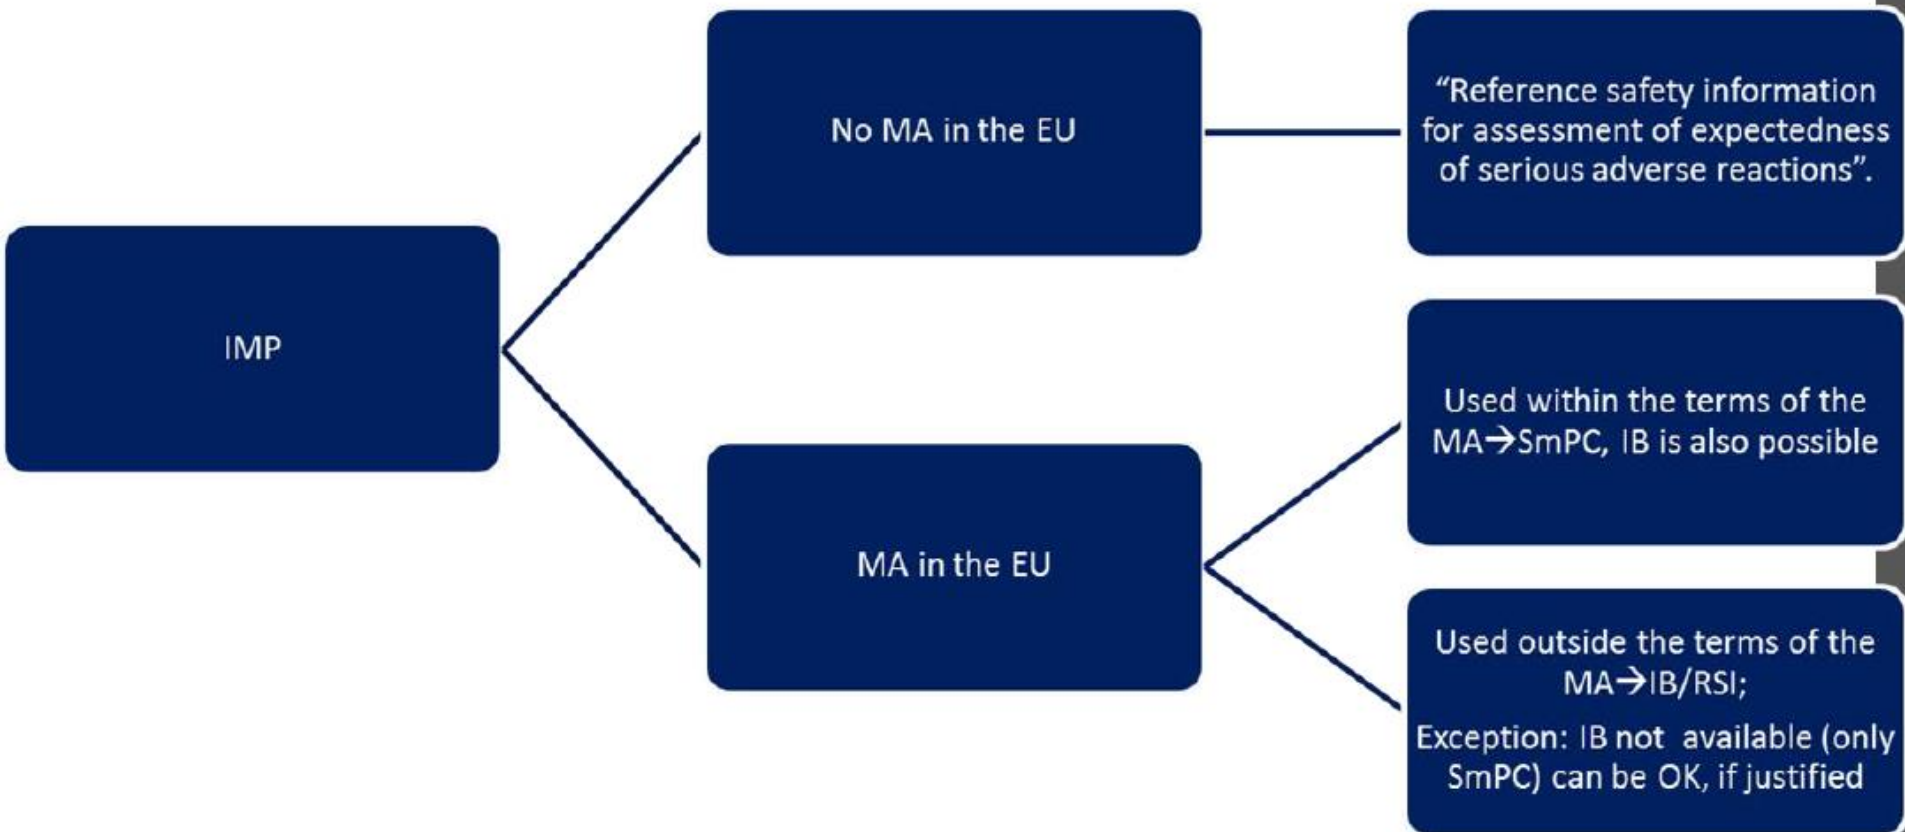 IMP
No MA in the EU
“Reference safety information
for assessment of expectedness
of serious adverse reactions”.
MA in the EU
Used within the terms of the
MA→SmPC, IB is also possible
Used outside the terms of the
MA→IB/RSI;
Exception: IB not available (only
SmPC) can be OK, if justified